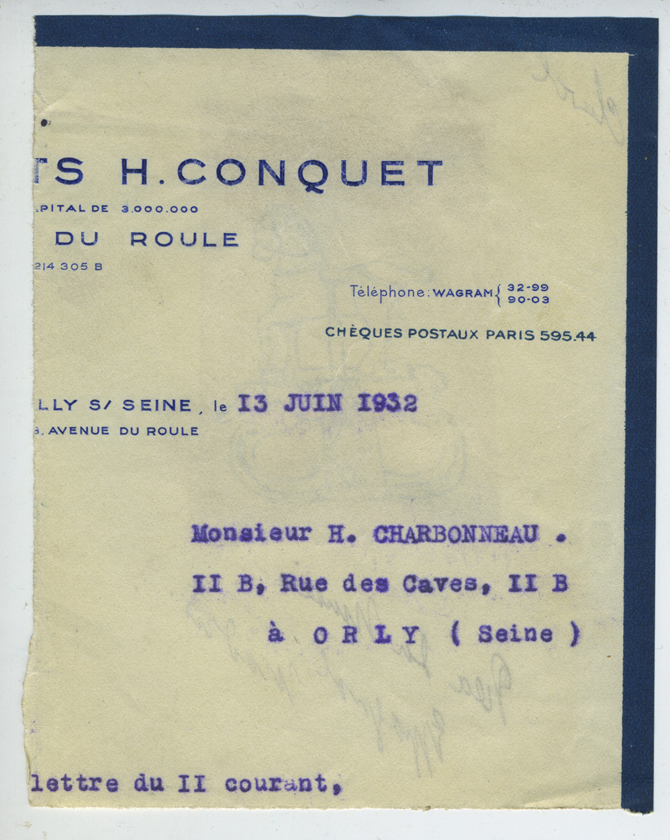 TS H. CONQUET
PITAL DE 3.000.000
DU ROULE
214 305 B
Téléphone: WAGRAM { 32-99
90-03
CHÈQUES POSTAUX PARIS 595.44
LLY S/ SEINE, le 13 JUIN 1932
AVENUE DU ROULE
Monsieur H. CHARBONNEAU .
II B, Rue des Caves, II B
à O R L Y ( Seine )
lettre du II courant,